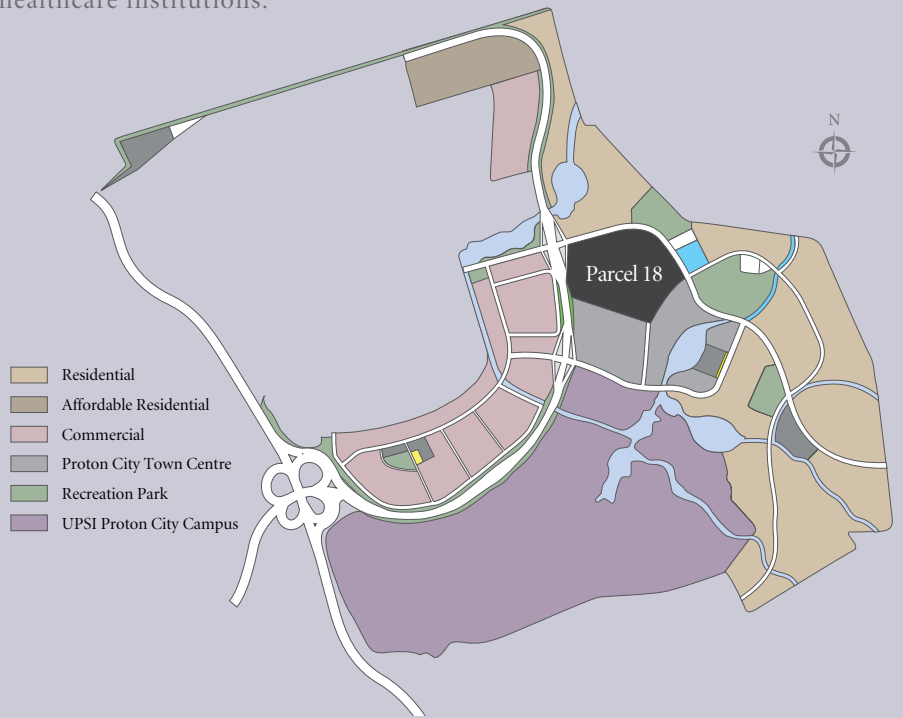 healthcare institutions.
N
Parcel 18
Residential
Affordable Residential
Commercial
Proton City Town Centre
Recreation Park
UPSI Proton City Campus